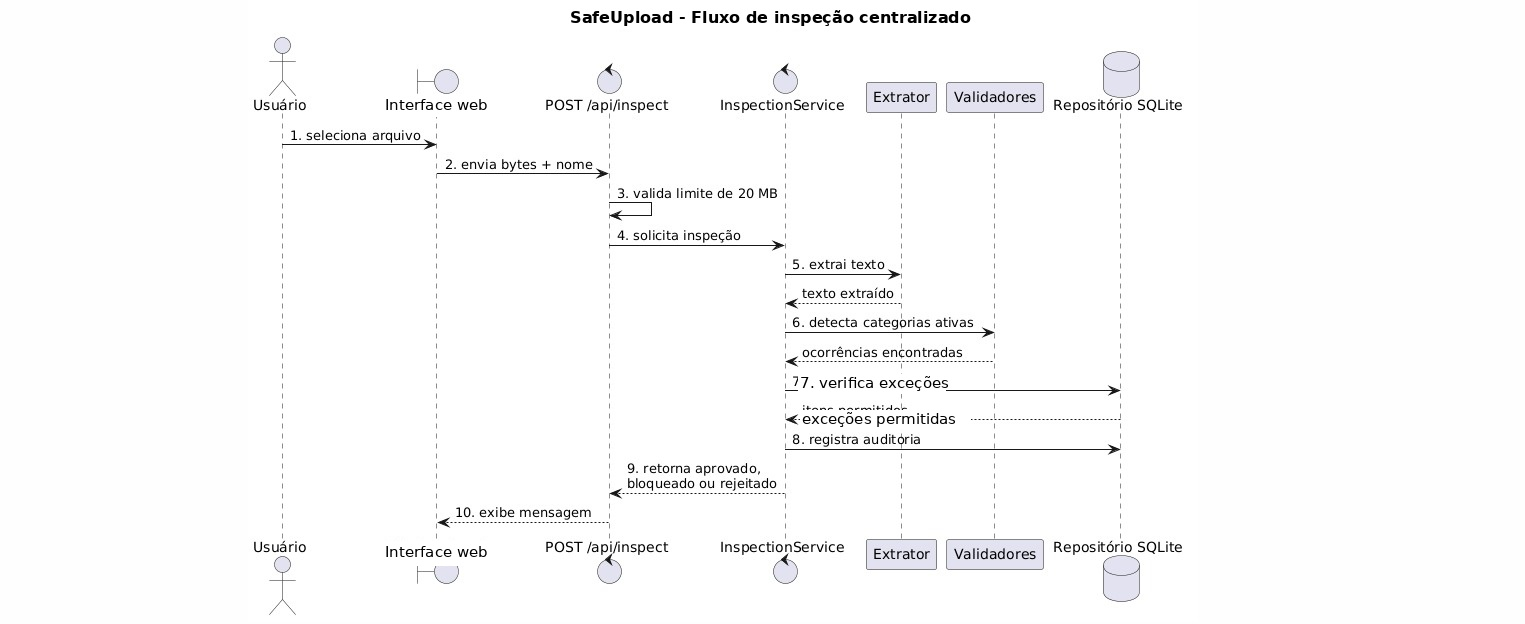 SafeUpload - Fluxo de inspeção centralizado
Usuário
Interface web
POST /api/inspect
InspectionService
Extrator
Validadores
Repositório SQLite
1. seleciona arquivo
2. envia bytes + nome
3. valida limite de 20 MB
4. solicita inspeção
5. extrai texto
texto extraído
6. detecta categorias ativas
ocorrências encontradas
7. verifica exceções
exceções permitidas
8. registra auditoria
9. retorna aprovado,
bloqueado ou rejeitado
10. exibe mensagem
Usuário
Interface web
POST /api/inspect
InspectionService
Extrator
Validadores
Repositório SQLite